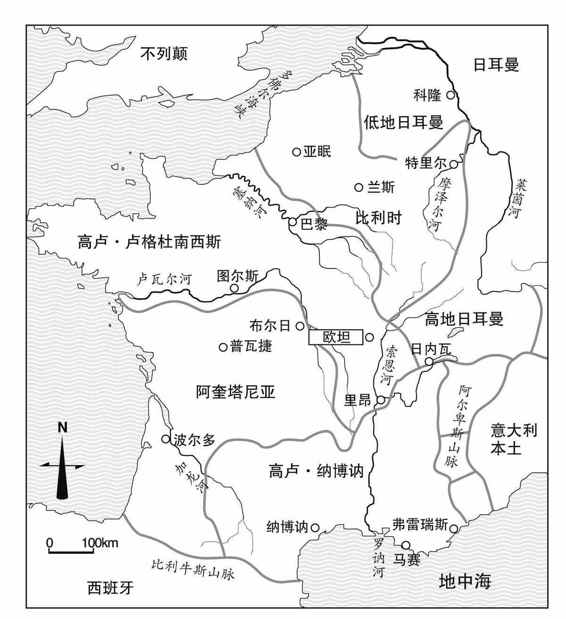 不列颠
日耳曼
多佛尔海峡
科隆
低地日耳曼
亚眠
特里尔
兰斯
摩泽尔河
莱茵河
塞纳河
比利时
巴黎
高卢·卢格杜南西斯
卢瓦尔河
图尔斯
布尔日
欧坦
高地日耳曼
普瓦捷
索恩河
日内瓦
阿奎塔尼亚
里昂
阿尔卑斯山脉
意大利
本土
N
波尔多
加龙河
高卢·纳博讷
纳博讷
弗雷瑞斯
0 100km
罗讷河
马赛
比利牛斯山脉
西班牙
地中海